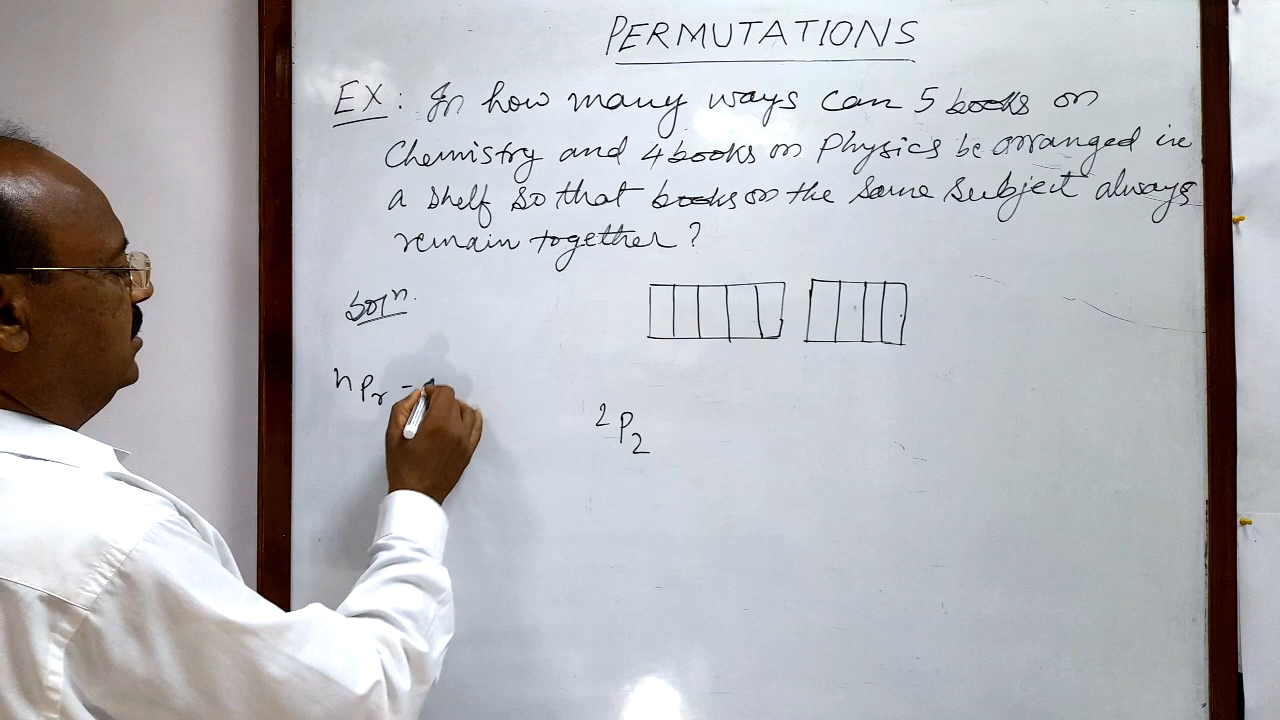 PERMUTATIONS
EX: In how many ways can 5 books on
Chemistry and 4 books on Physics be arranged in
a shelf so that books on the same subject always
remain together?
Solⁿ.
ⁿPᵣ =
²P₂